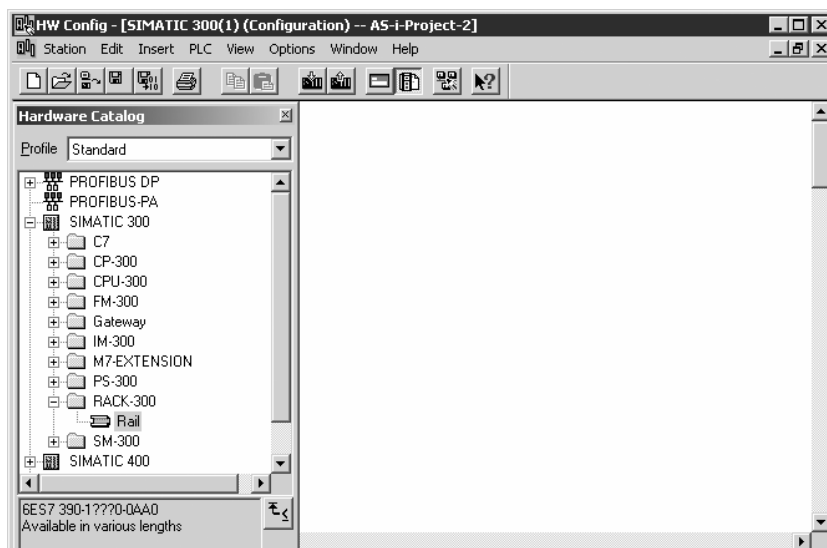 HW Config - [SIMATIC 300(1) (Configuration) -- AS-i-Project-2]
Station Edit Insert PLC View Options Window Help
Hardware Catalog
Profile Standard
PROFIBUS DP
PROFIBUS-PA
SIMATIC 300
C7
CP-300
CPU-300
FM-300
Gateway
IM-300
M7-EXTENSION
PS-300
RACK-300
Rail
SM-300
SIMATIC 400
6ES7 390-1???0-0AA0
Available in various lengths